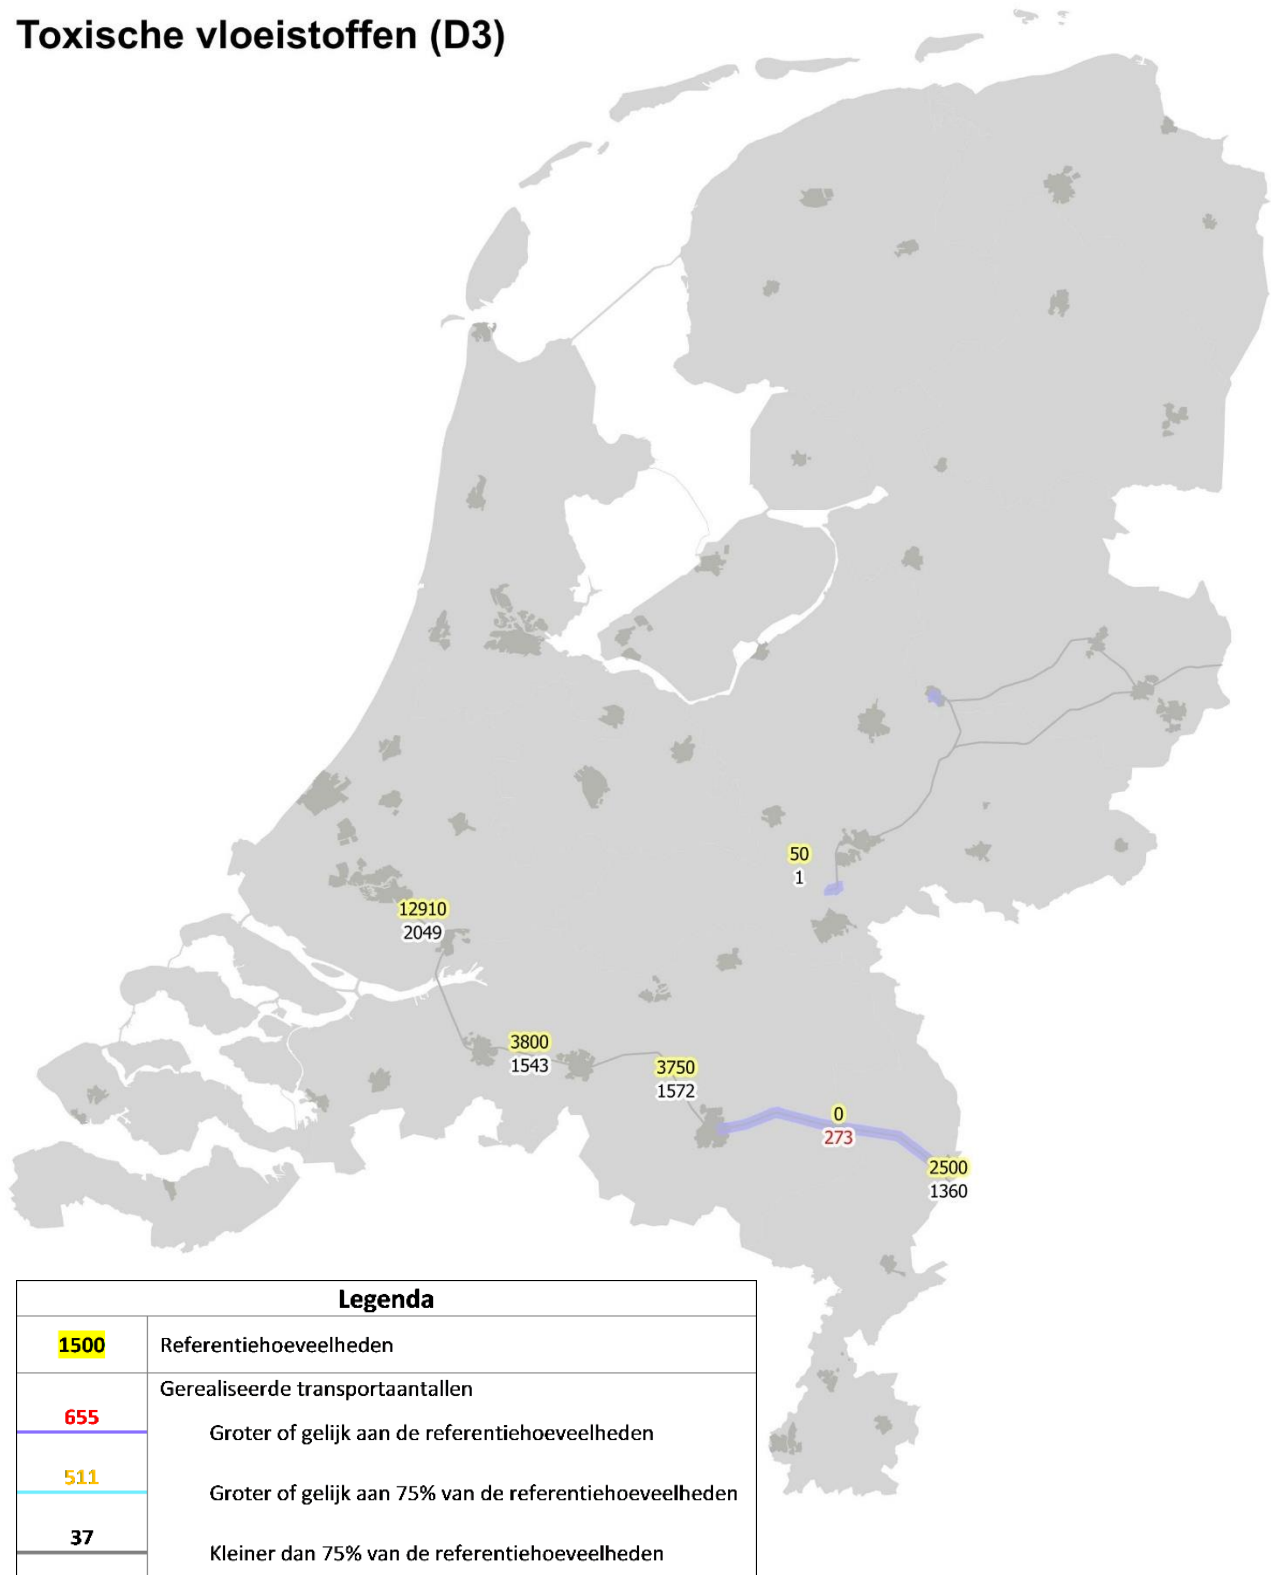 Toxische vloeistoffen (D3)
50
1
12910
2049
3800
1543
3750
1572
0
273
2500
1360
Legenda
1500 Referentiehoeveelheden
Gerealiseerde transportaantallen
655
Groter of gelijk aan de referentiehoeveelheden
511
Groter of gelijk aan 75% van de referentiehoeveelheden
37
Kleiner dan 75% van de referentiehoeveelheden